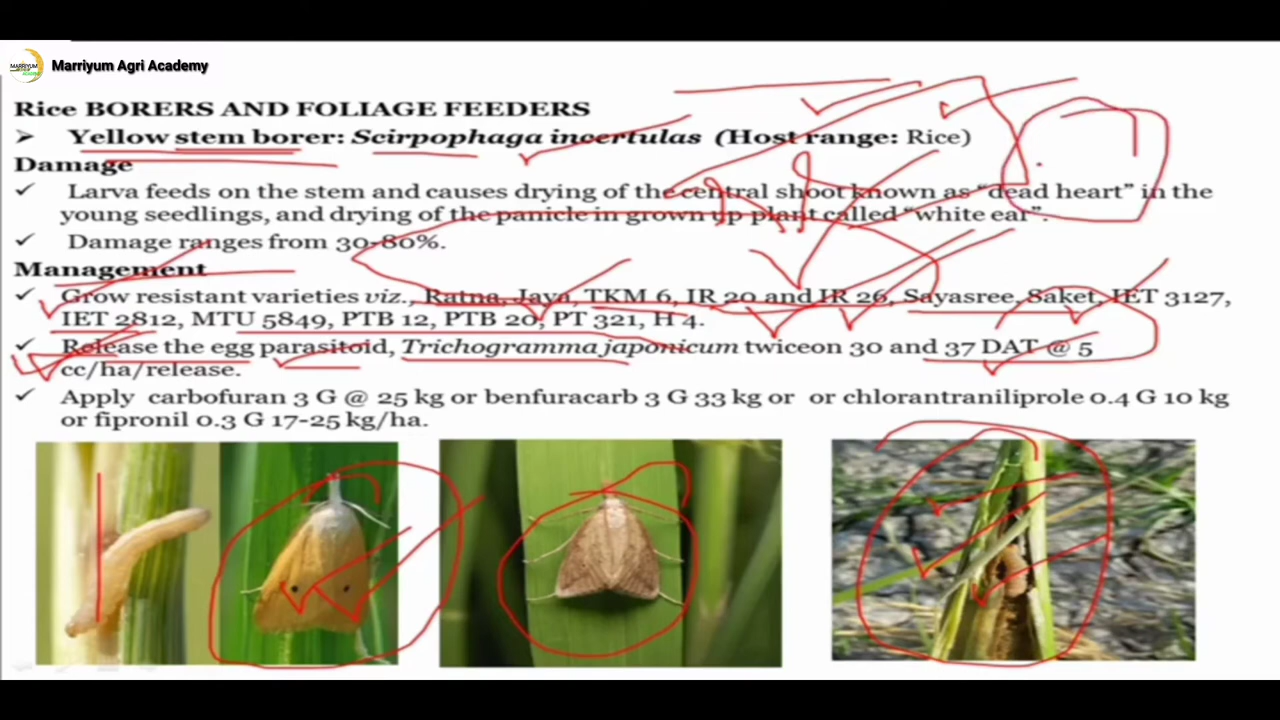 Marriyum Agri Academy
Rice BORERS AND FOLIAGE FEEDERS
➢ Yellow stem borer: Scirpophaga incertulas (Host range: Rice)
Damage
✓ Larva feeds on the stem and causes drying of the central shoot known as “dead heart” in the
young seedlings, and drying of the panicle in grown up plant called “white ear”.
✓ Damage ranges from 30-80%.
Management
✓ Grow resistant varieties viz., Ratna, Jaya, TKM 6, IR 20 and IR 26, Sayasree, Saket, IET 3127,
IET 2812, MTU 5849, PTB 12, PTB 20, PT 321, H 4.
✓ Release the egg parasitoid, Trichogramma japonicum twiceon 30 and 37 DAT @ 5
cc/ha/release.
✓ Apply carbofuran 3 G @ 25 kg or benfuracarb 3 G 33 kg or or chlorantraniliprole 0.4 G 10 kg
or fipronil 0.3 G 17-25 kg/ha.